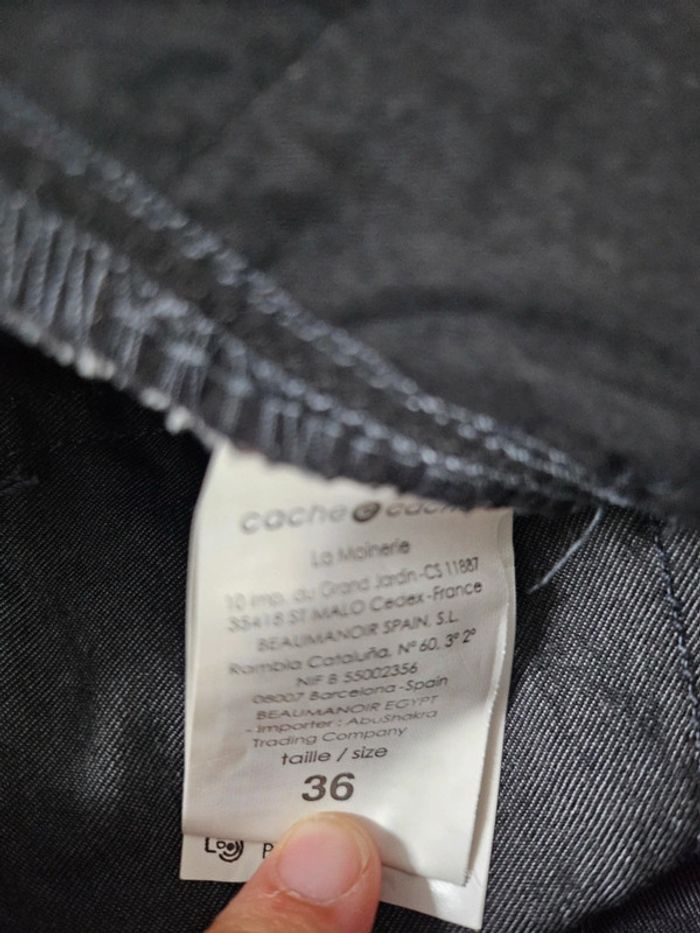 cache cache
La Moinerie
10 imp. du Grand Jardin-CS 11887
35418 ST MALO Cedex-France
BEAUMANOIR SPAIN, S.L
Rambla Cataluña, Nº 60, 3º 2º
NIF B 55002356
08007 Barcelona-Spain
BEAUMANOIR EGYPT
- Importer : AbuShakra
Trading Company
taille / size
36
P